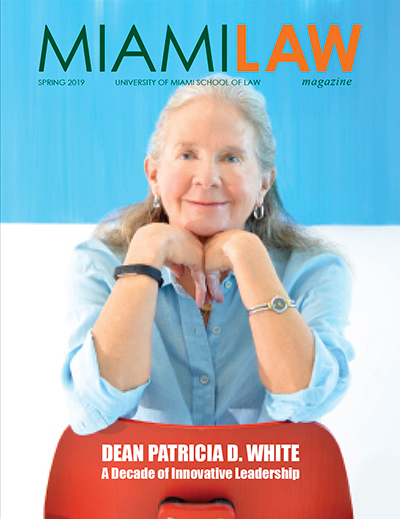 MIAMILAW
SPRING 2019 UNIVERSITY OF MIAMI SCHOOL OF LAW magazine
DEAN PATRICIA D. WHITE
A Decade of Innovative Leadership